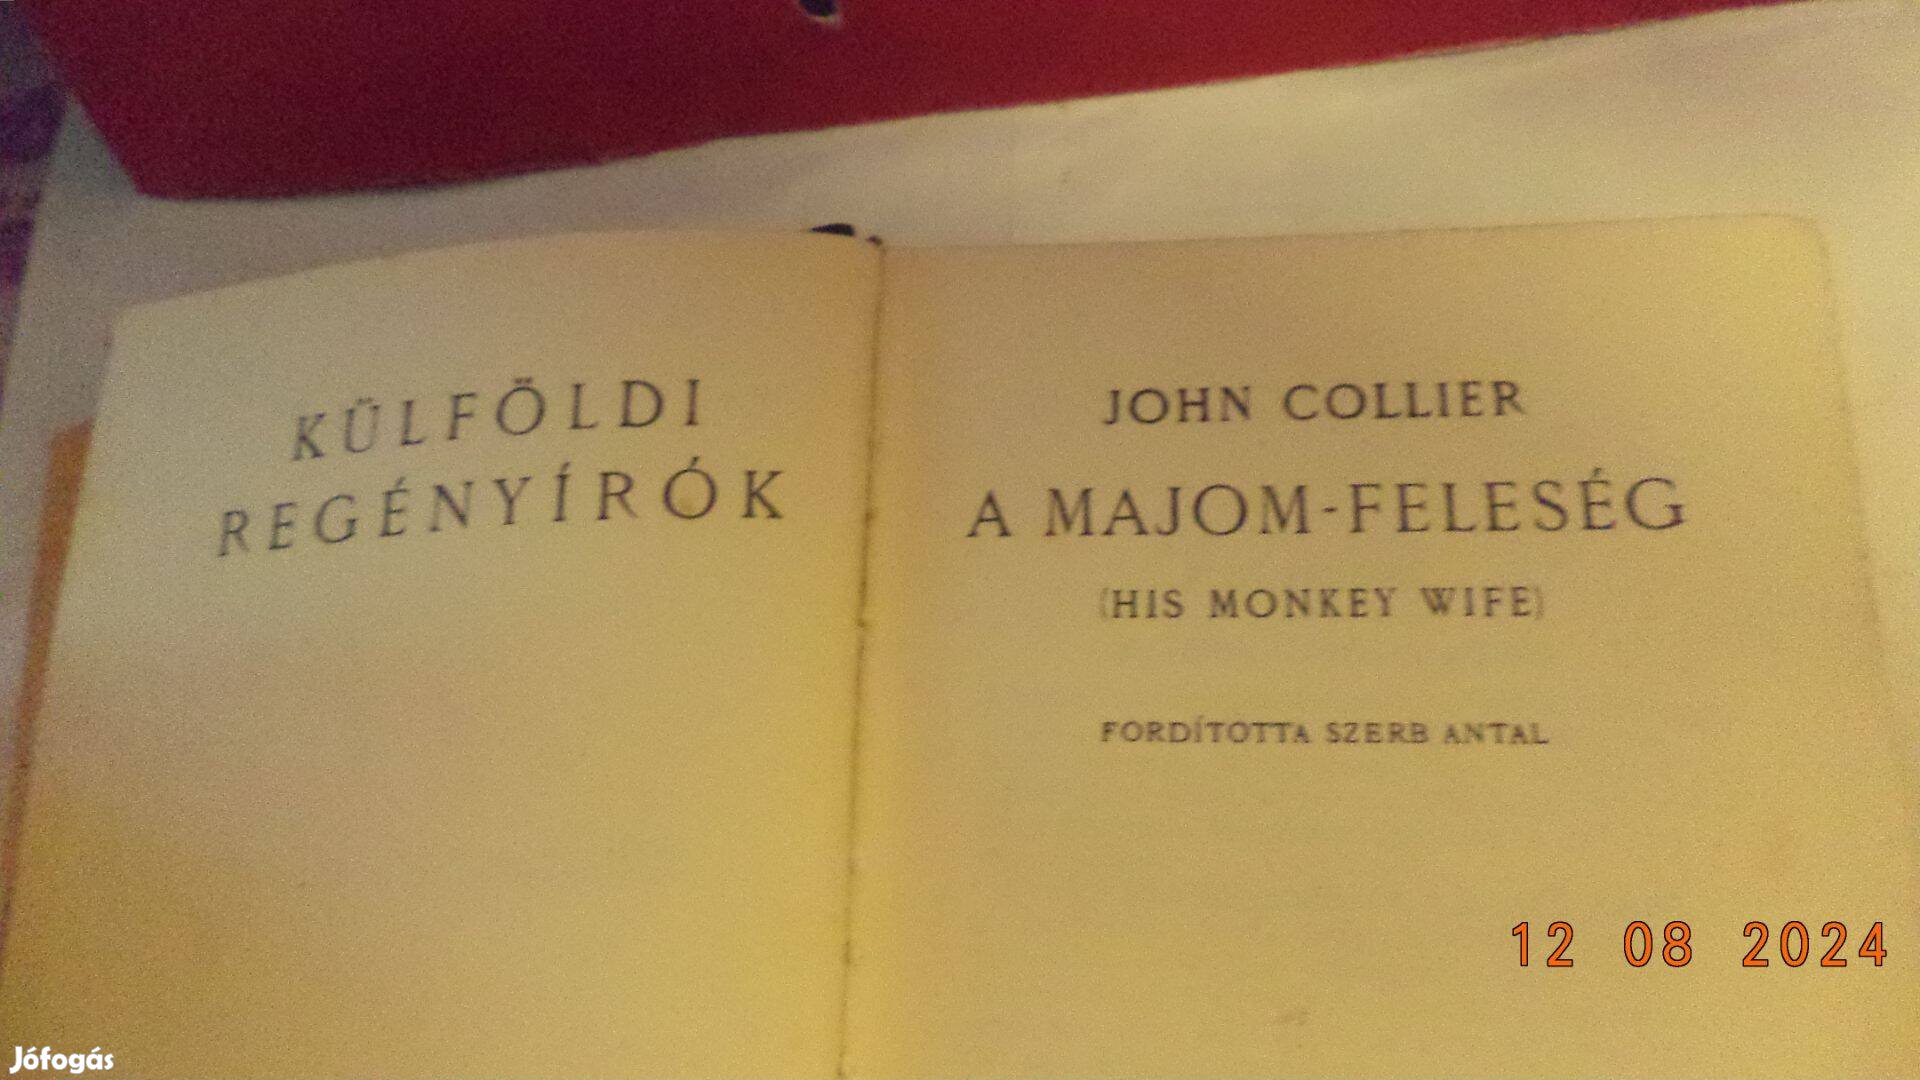 KÜLFÖLDI
REGÉNYÍRÓK
JOHN COLLIER
A MAJOM-FELESÉG
(HIS MONKEY WIFE)
FORDÍTOTTA SZERB ANTAL
12 08 2024
Jófogás